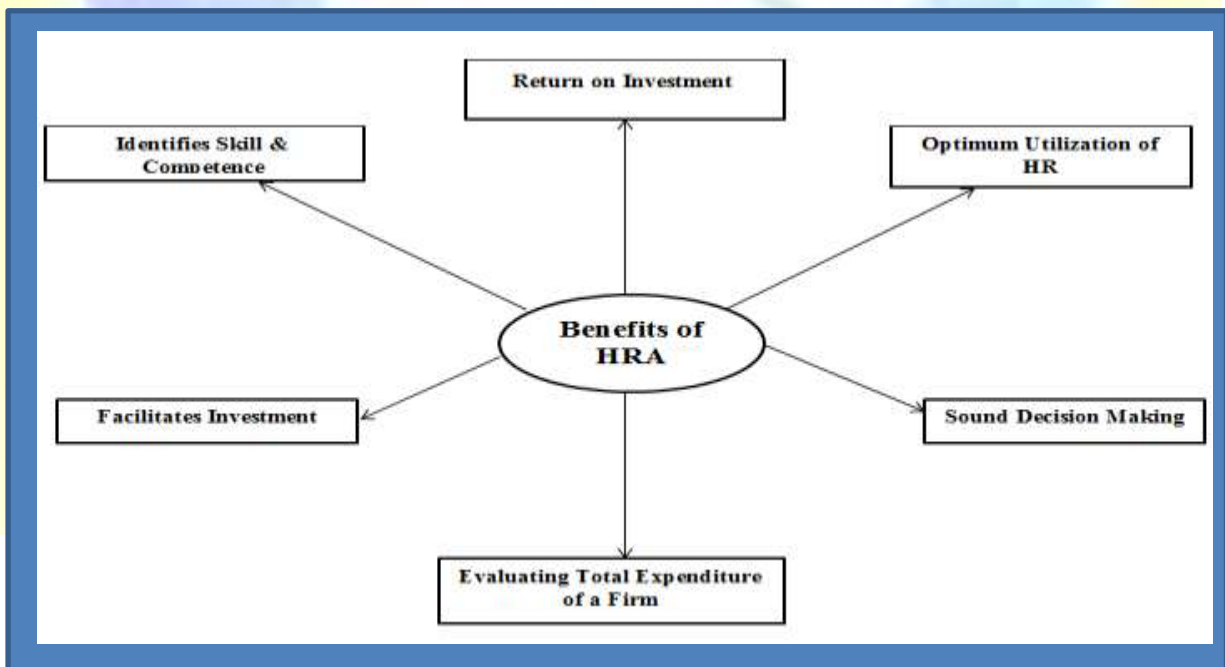 Return on Investment
Identifies Skill &
Competence
Optimum Utilization of
HR
Benefits of
HRA
Facilitates Investment
Sound Decision Making
Evaluating Total Expenditure
of a Firm